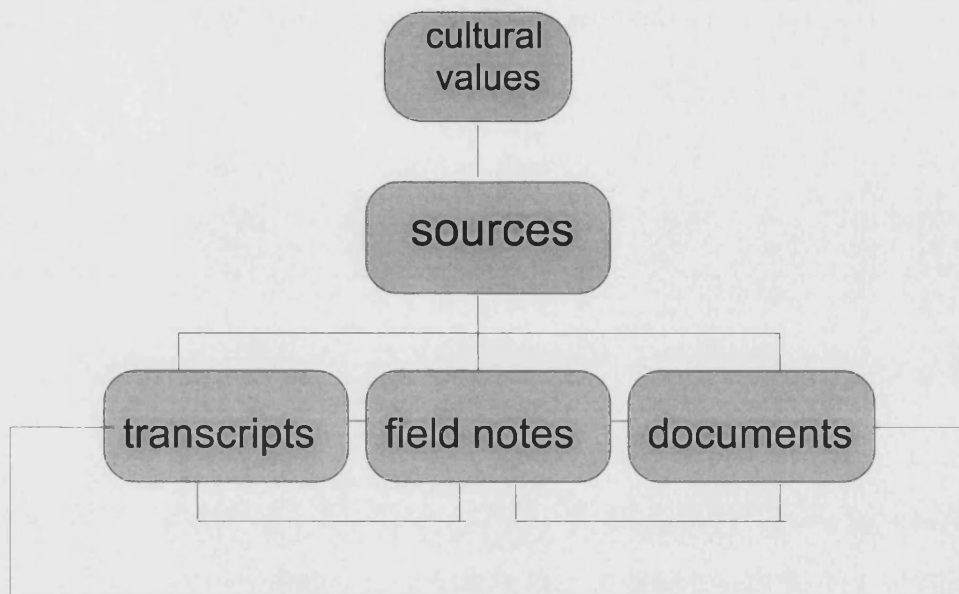 cultural
values
sources
transcripts
field notes
documents